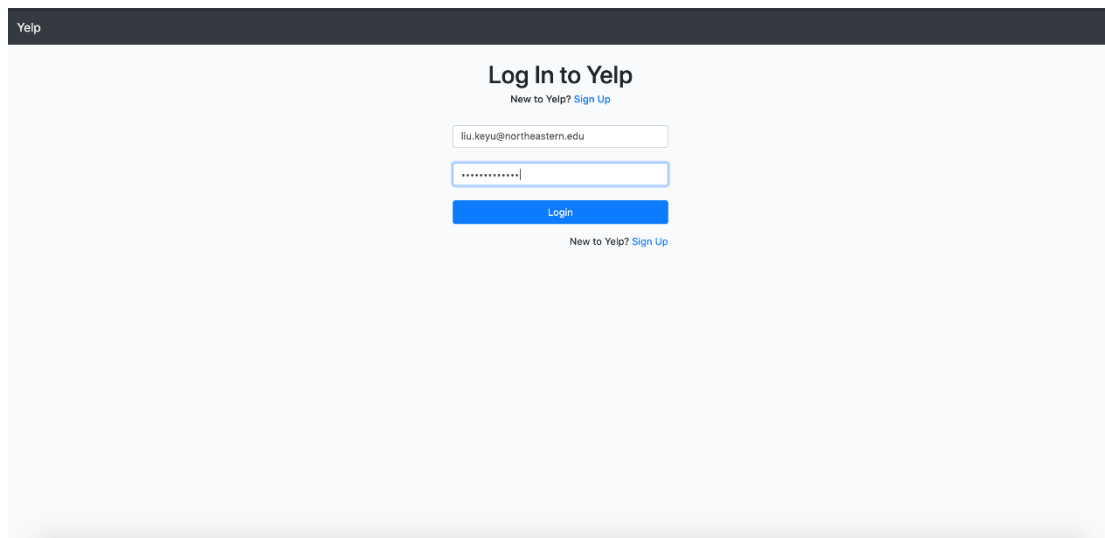 Yelp
Log In to Yelp
New to Yelp? Sign Up
liu.keyu@northeastern.edu
•••••••••••••
Login
New to Yelp? Sign Up